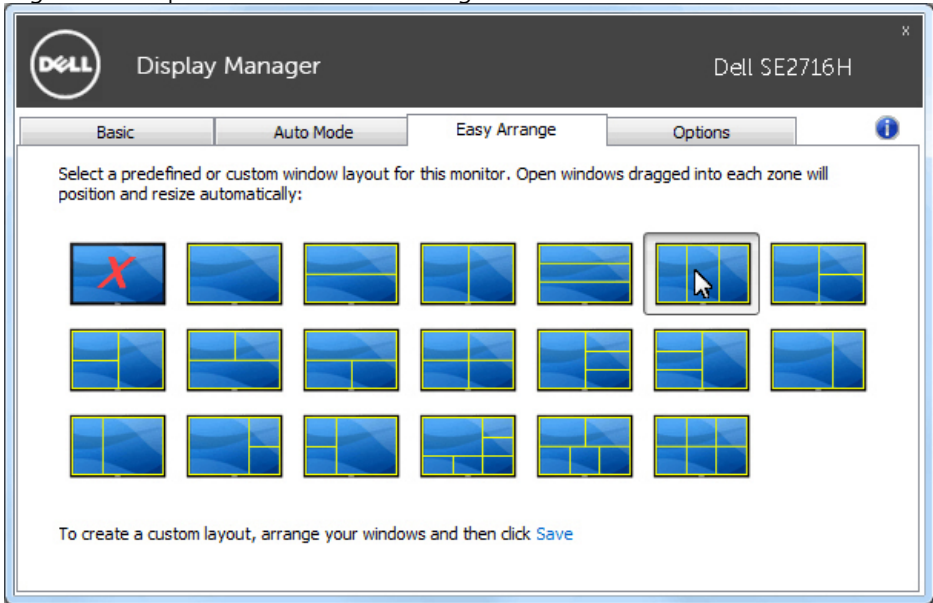 DELL
Display Manager
Dell SE2716H
x
Basic
Auto Mode
Easy Arrange
Options
i
Select a predefined or custom window layout for this monitor. Open windows dragged into each zone will
position and resize automatically:
X
To create a custom layout, arrange your windows and then click Save